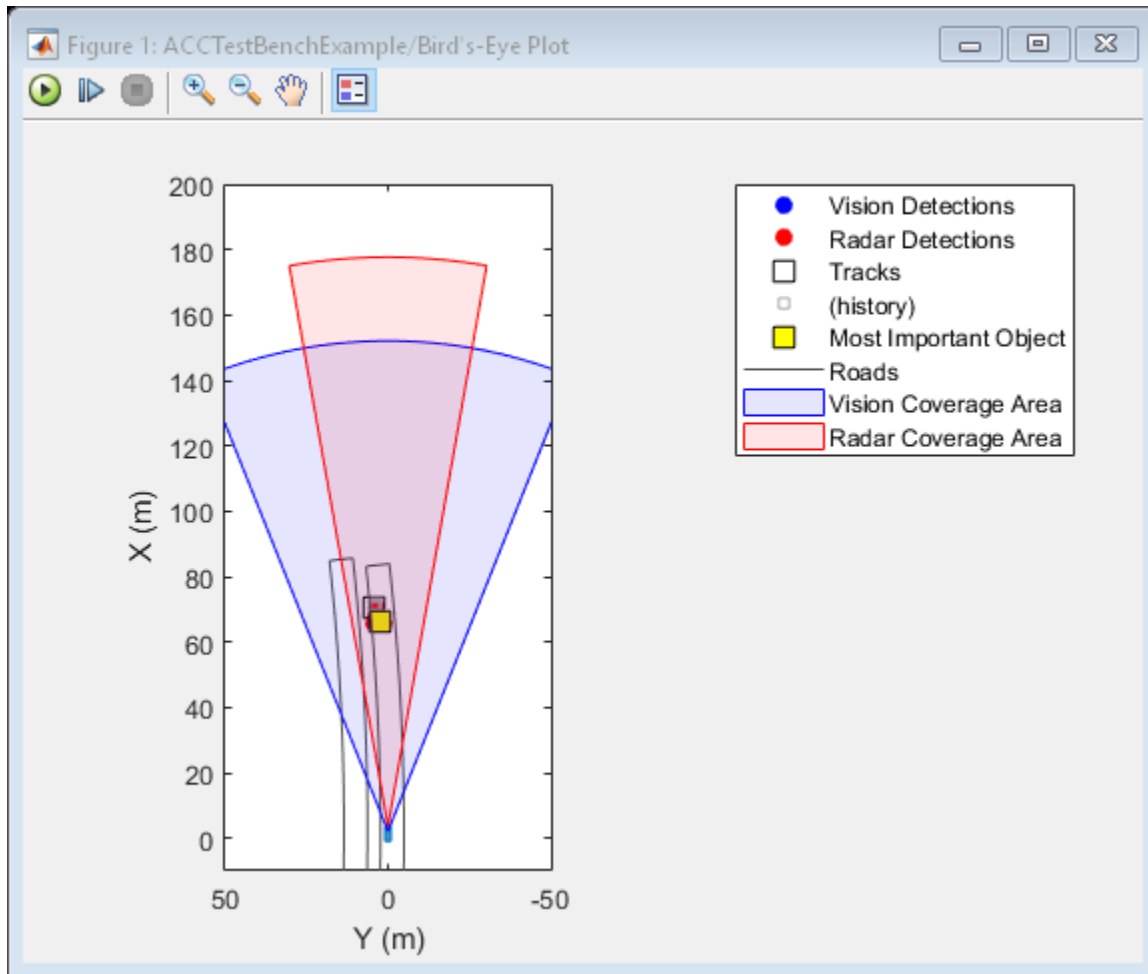 Figure 1: ACCTestBenchExample/Bird's-Eye Plot
200
180
160
140
120
100
80
60
40
20
0
X (m)
50 0 -50
Y (m)
Vision Detections
Radar Detections
Tracks
(history)
Most Important Object
Roads
Vision Coverage Area
Radar Coverage Area